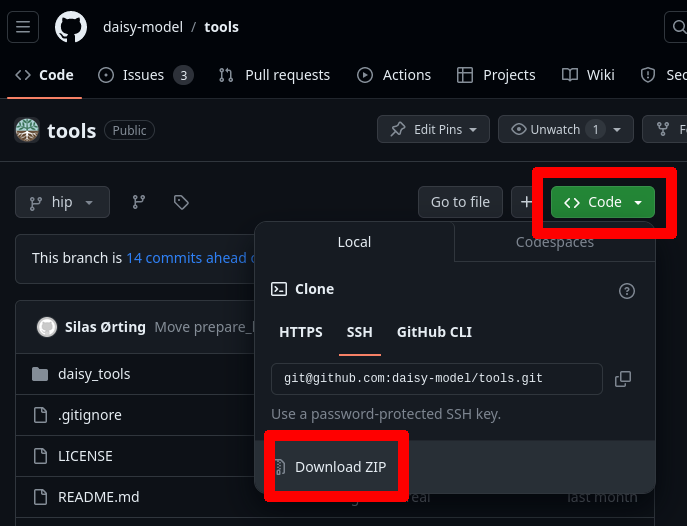 daisy-model / tools
Code Issues 3 Pull requests Actions Projects Wiki
tools Public Edit Pins Unwatch 1
hip Go to file + Code
Local Codespaces
This branch is 14 commits ahead
Clone
HTTPS SSH GitHub CLI
Silas Ørting Move
git@github.com:daisy-model/tools.git
daisy_tools
Use a password-protected SSH key.
.gitignore
LICENSE
Download ZIP
README.md
last month